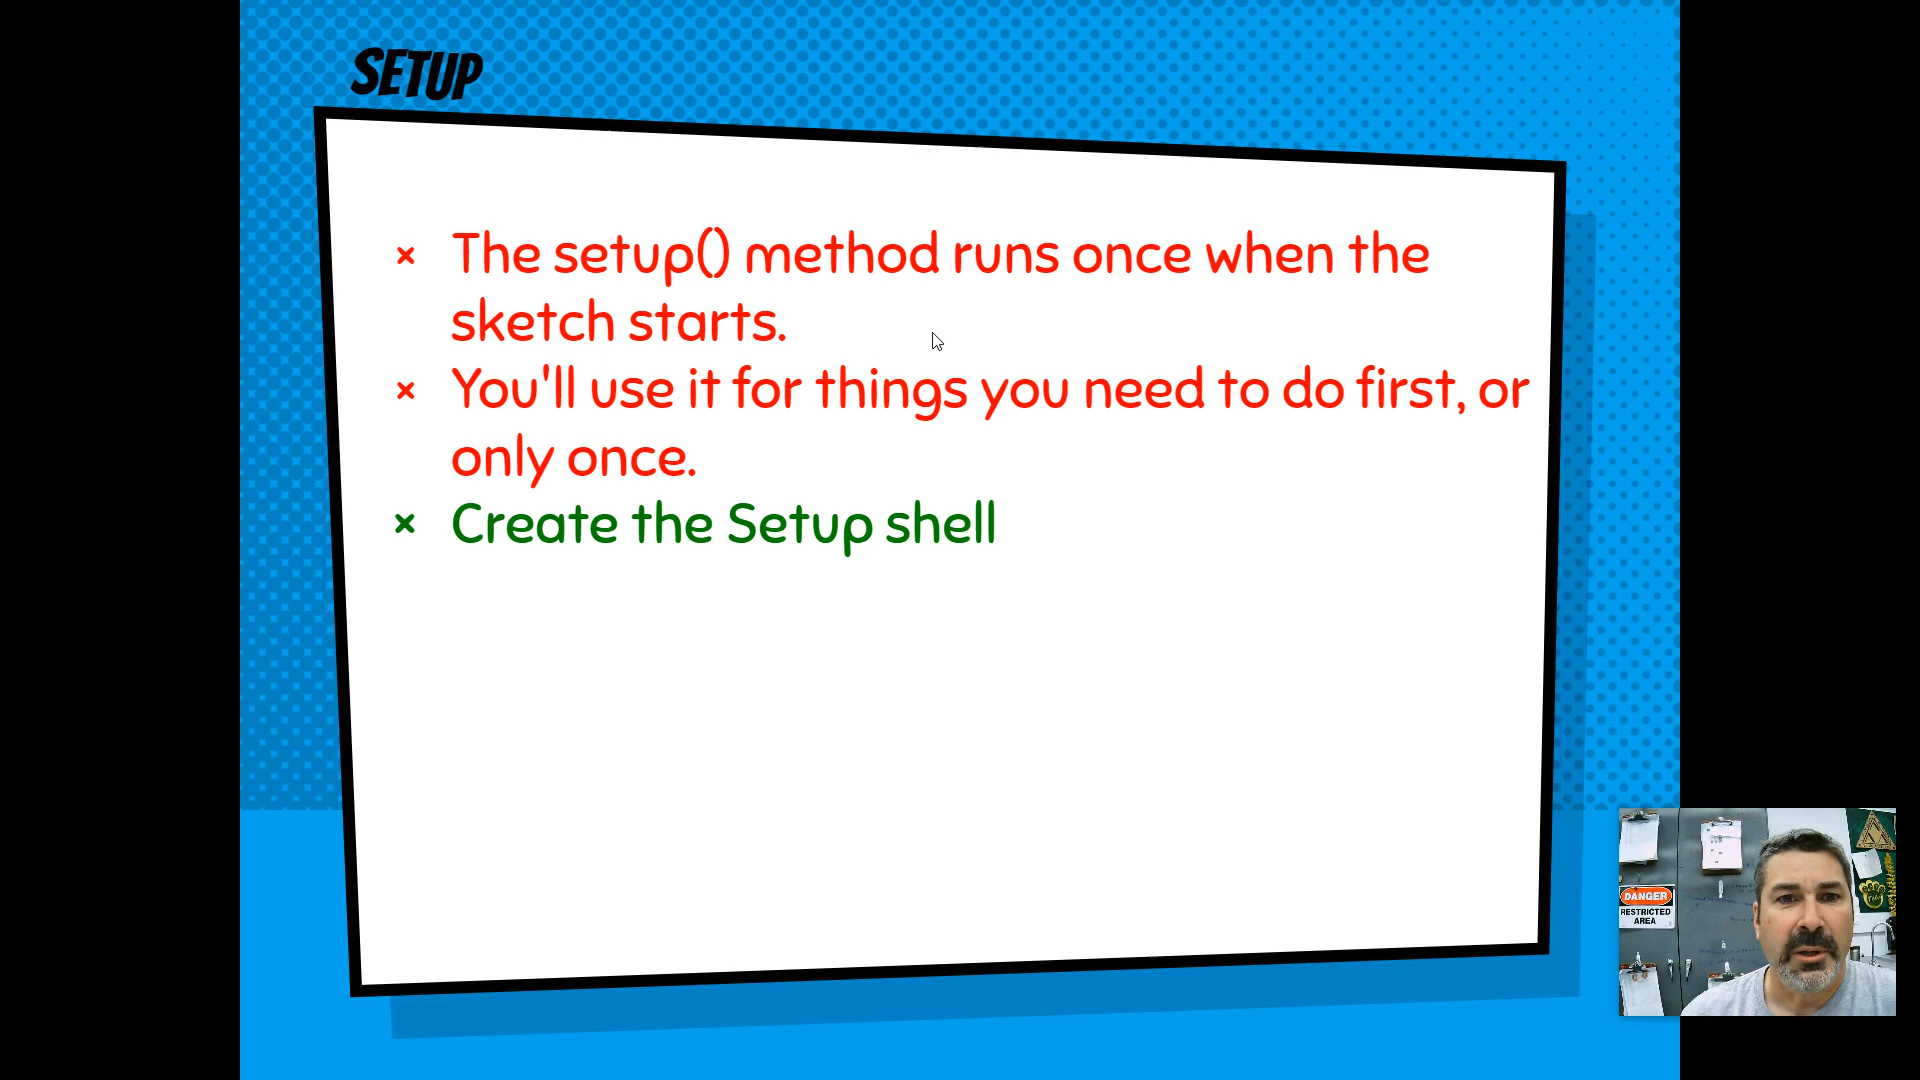 SETUP
× The setup() method runs once when the
sketch starts.
× You'll use it for things you need to do first, or
only once.
× Create the Setup shell
DANGER
RESTRICTED
AREA